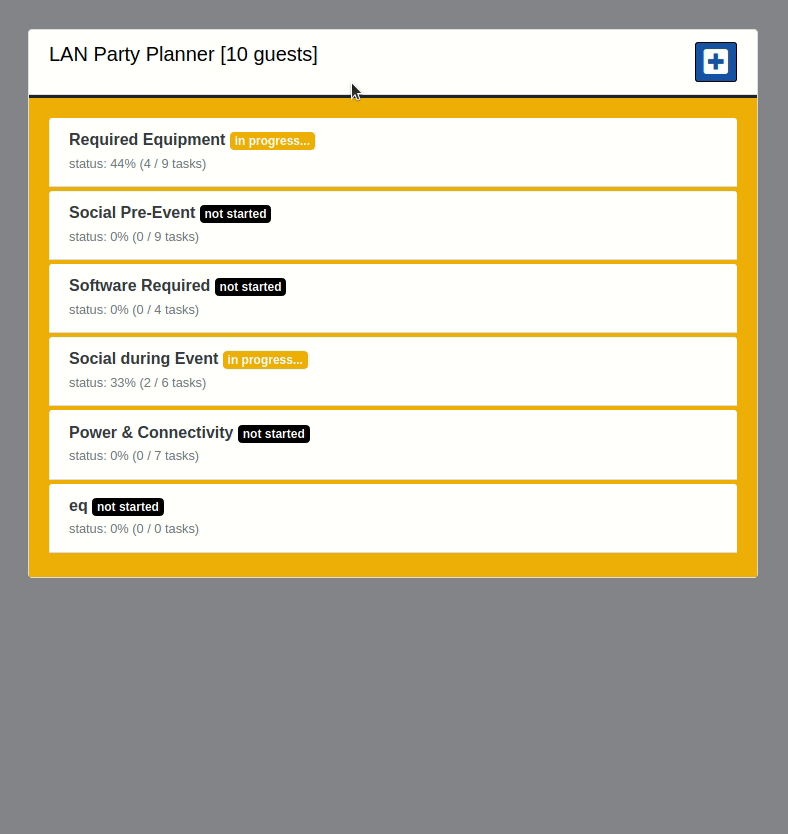 LAN Party Planner [10 guests]
Required Equipment in progress...
status: 44% (4 / 9 tasks)
Social Pre-Event not started
status: 0% (0 / 9 tasks)
Software Required not started
status: 0% (0 / 4 tasks)
Social during Event in progress...
status: 33% (2 / 6 tasks)
Power & Connectivity not started
status: 0% (0 / 7 tasks)
eq not started
status: 0% (0 / 0 tasks)